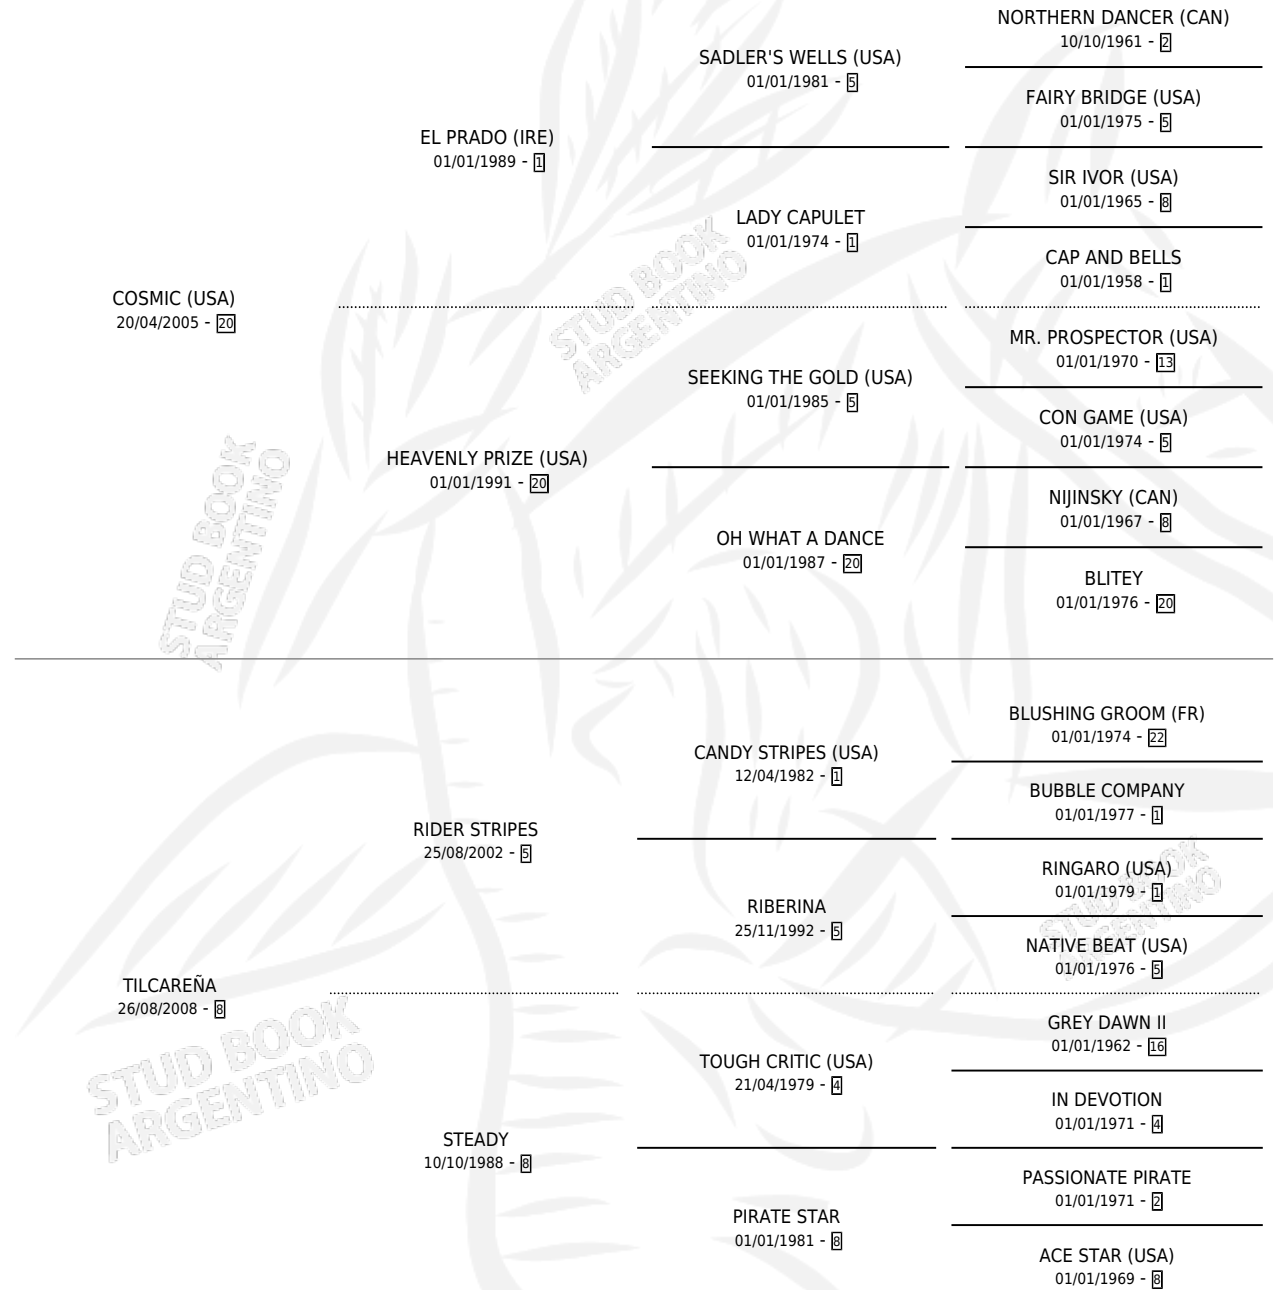 NORTHERN DANCER (CAN)
10/10/1961 - 2
SADLER'S WELLS (USA)
01/01/1981 - 5
FAIRY BRIDGE (USA)
01/01/1975 - 5
EL PRADO (IRE)
01/01/1989 - 1
SIR IVOR (USA)
01/01/1965 - 8
LADY CAPULET
01/01/1974 - 1
CAP AND BELLS
01/01/1958 - 1
COSMIC (USA)
20/04/2005 - 20
MR. PROSPECTOR (USA)
01/01/1970 - 13
SEEKING THE GOLD (USA)
01/01/1985 - 5
CON GAME (USA)
01/01/1974 - 5
HEAVENLY PRIZE (USA)
01/01/1991 - 20
NIJINSKY (CAN)
01/01/1967 - 8
OH WHAT A DANCE
01/01/1987 - 20
BLITEY
01/01/1976 - 20
BLUSHING GROOM (FR)
01/01/1974 - 22
CANDY STRIPES (USA)
12/04/1982 - 1
BUBBLE COMPANY
01/01/1977 - 1
RIDER STRIPES
25/08/2002 - 5
RINGARO (USA)
01/01/1979 - 1
RIBERINA
25/11/1992 - 5
NATIVE BEAT (USA)
01/01/1976 - 5
TILCAREÑA
26/08/2008 - 8
GREY DAWN II
01/01/1962 - 16
TOUGH CRITIC (USA)
21/04/1979 - 4
IN DEVOTION
01/01/1971 - 4
STEADY
10/10/1988 - 8
PASSIONATE PIRATE
01/01/1971 - 2
PIRATE STAR
01/01/1981 - 8
ACE STAR (USA)
01/01/1969 - 8
STUD BOOK
ARGENTINO
STUD BOOK
ARGENTINO
STUD BOOK
ARGENTINO
STUD BOOK
ARGENTINO